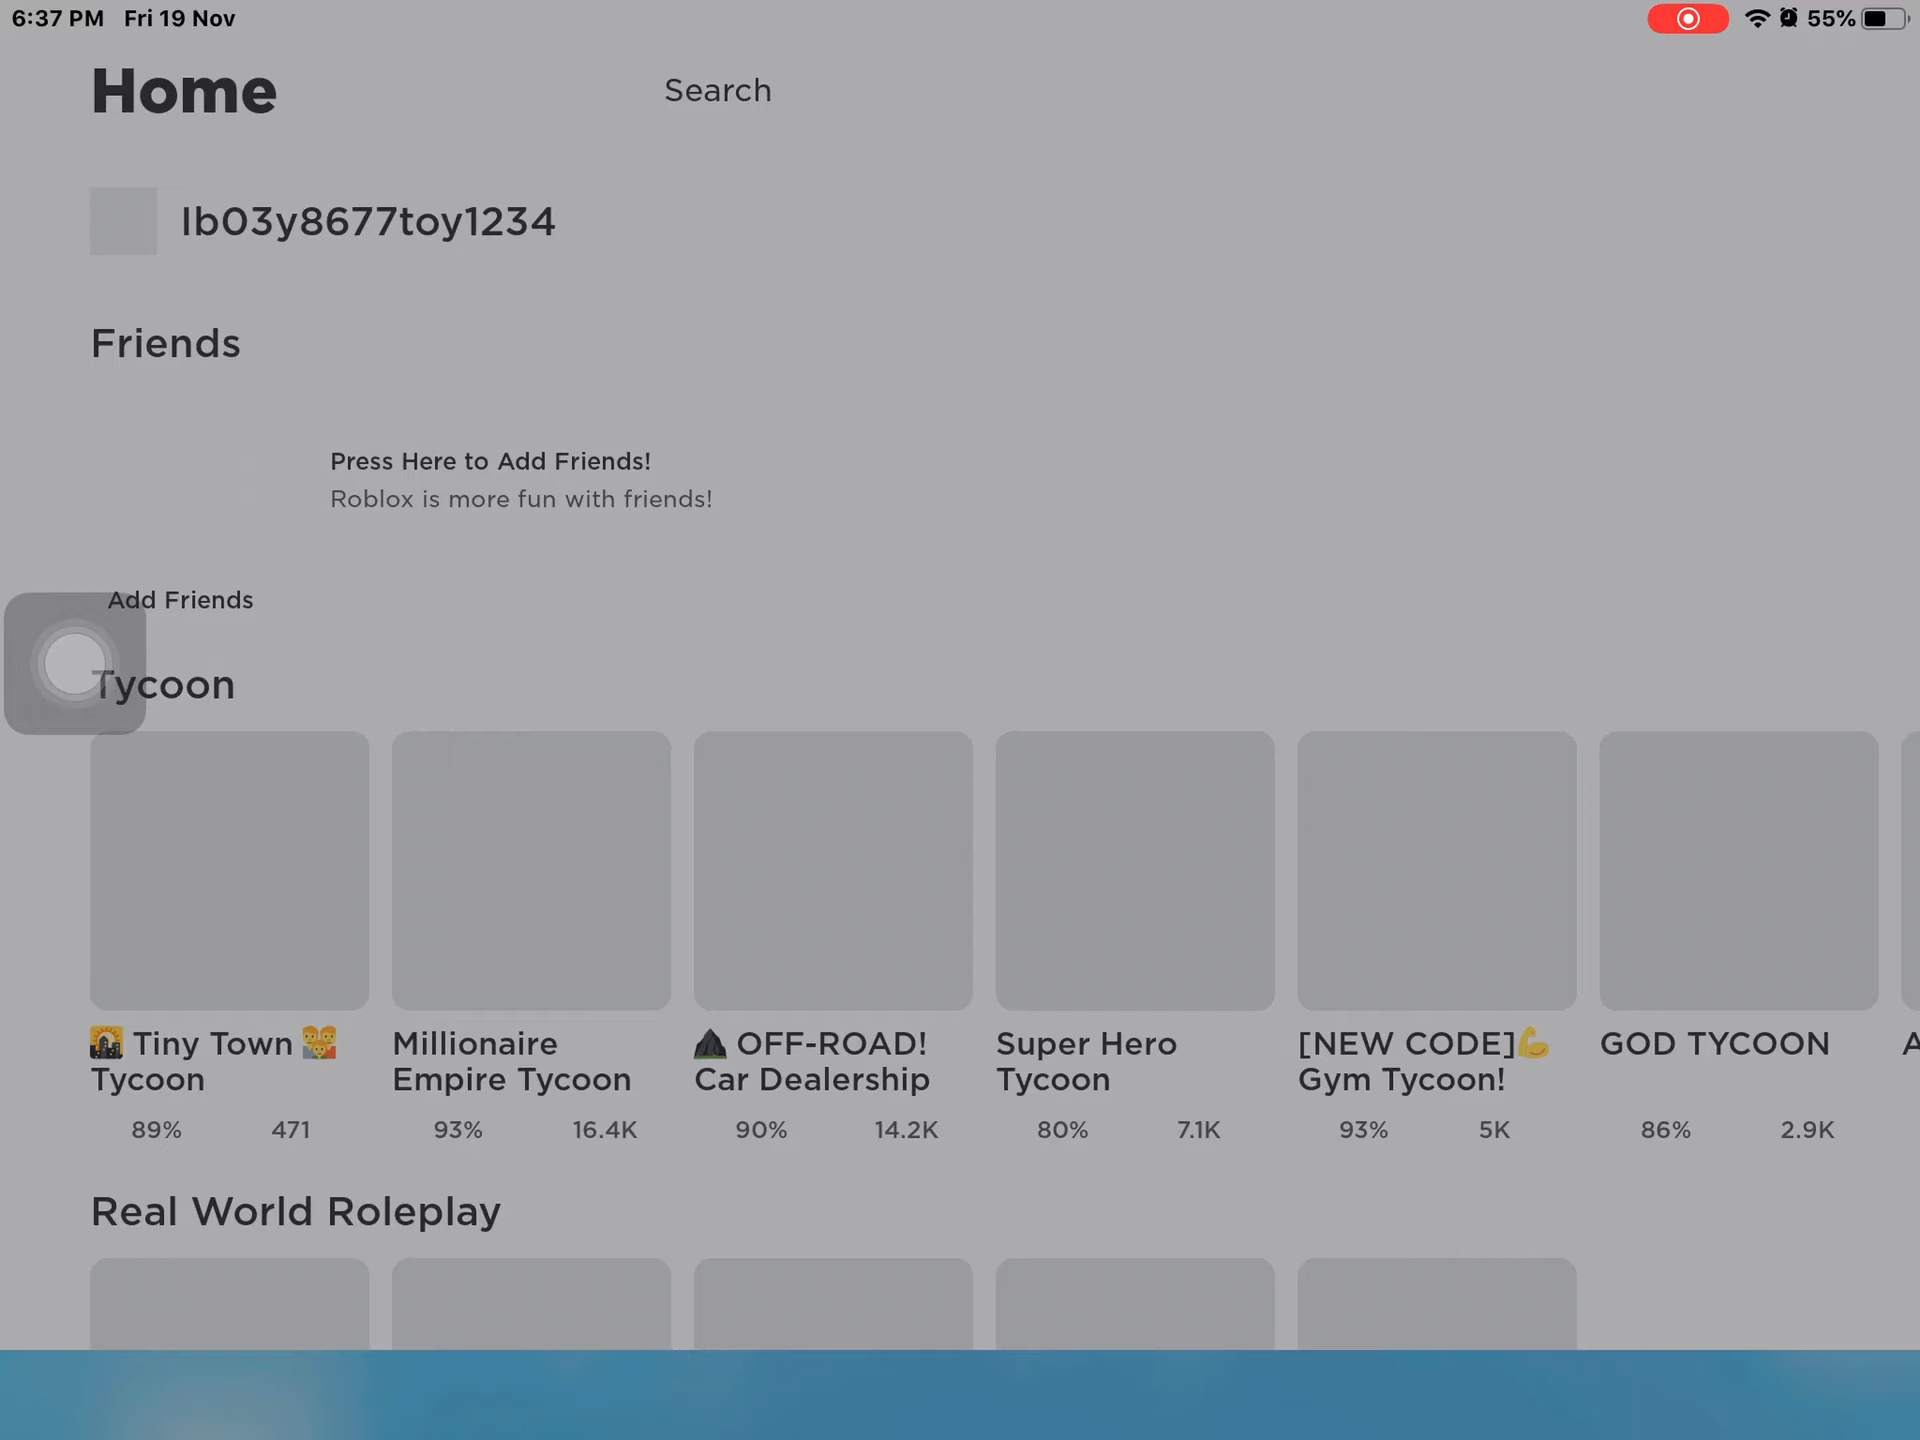 6:37 PM Fri 19 Nov 55%
Home Search
lb03y8677toy1234
Friends
Press Here to Add Friends!
Roblox is more fun with friends!
Add Friends
Tycoon
🌇 Tiny Town 👪
Tycoon
89% 471
Millionaire
Empire Tycoon
93% 16.4K
⛰ OFF-ROAD!
Car Dealership
90% 14.2K
Super Hero
Tycoon
80% 7.1K
[NEW CODE]💪
Gym Tycoon!
93% 5K
GOD TYCOON
86% 2.9K
A
Real World Roleplay